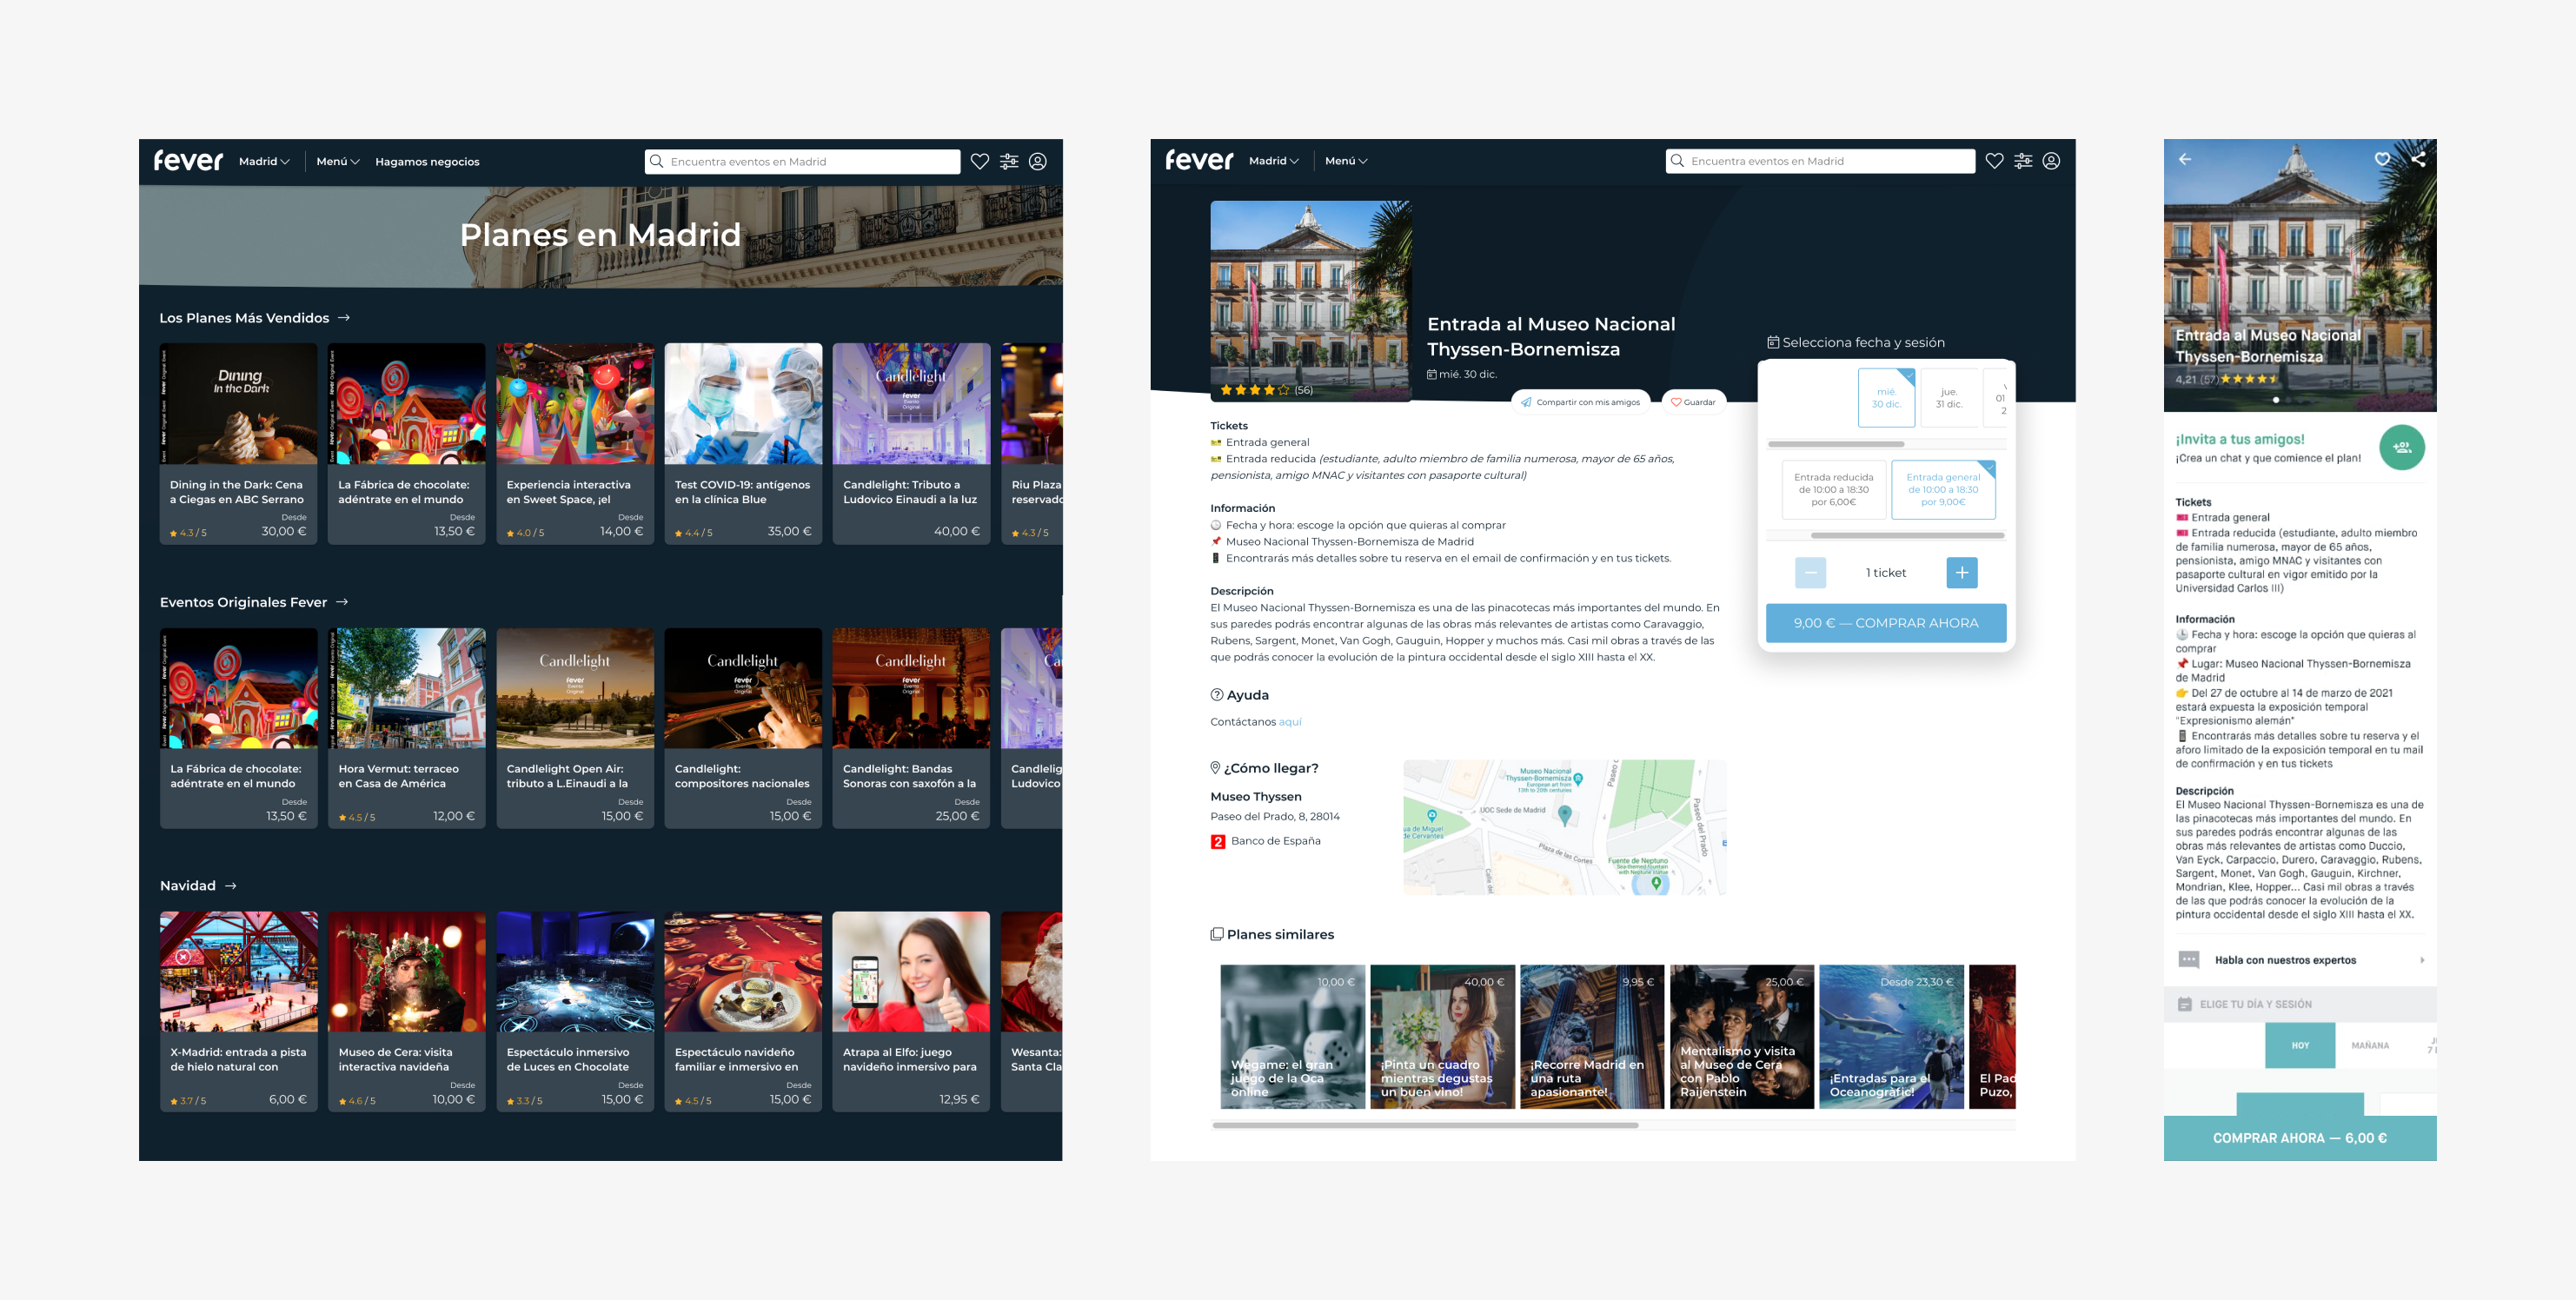 fever Madrid Menú Hagamos negocios Encuentra eventos en Madrid
Planes en Madrid
Los Planes Más Vendidos →
Dining
In the Dark
Candlelight
fever
Evento
Original
Dining in the Dark: Cena
a Ciegas en ABC Serrano
Desde
4.3 / 5 30,00 €
La Fábrica de chocolate:
adéntrate en el mundo
Desde
13,50 €
Experiencia interactiva
en Sweet Space, ¡el
Desde
4.0 / 5 14,00 €
Test COVID-19: antígenos
en la clínica Blue
4.4 / 5 35,00 €
Candlelight: Tributo a
Ludovico Einaudi a la luz
40,00 €
Riu Plaza
reservado
4.3 / 5
Eventos Originales Fever →
Candlelight
fever
Evento
Original
Candlelight
fever
Evento
Original
Candlelight
fever
Evento
Original
La Fábrica de chocolate:
adéntrate en el mundo
Desde
13,50 €
Hora Vermut: terraceo
en Casa de América
4.5 / 5 12,00 €
Candlelight Open Air:
tributo a L.Einaudi a la
Desde
15,00 €
Candlelight:
compositores nacionales
Desde
15,00 €
Candlelight: Bandas
Sonoras con saxofón a la
Desde
25,00 €
Candlelig
Ludovico
Navidad →
X-Madrid: entrada a pista
de hielo natural con
3.7 / 5 6,00 €
Museo de Cera: visita
interactiva navideña
Desde
4.6 / 5 10,00 €
Espectáculo inmersivo
de Luces en Chocolate
Desde
3.3 / 5 15,00 €
Espectáculo navideño
familiar e inmersivo en
Desde
4.5 / 5 15,00 €
Atrapa al Elfo: juego
navideño inmersivo para
12,95 €
Wesanta:
Santa Cla
fever Madrid Menú Encuentra eventos en Madrid
Entrada al Museo Nacional
Thyssen-Bornemisza
mié. 30 dic.
(56)
Compartir con mis amigos Guardar
Selecciona fecha y sesión
mié.
30 dic.
jue.
31 dic.
01
2
Entrada reducida
de 10:00 a 18:30
por 6,00€
Entrada general
de 10:00 a 18:30
por 9,00€
1 ticket
9,00 € — COMPRAR AHORA
Tickets
Entrada general
Entrada reducida (estudiante, adulto miembro de familia numerosa, mayor de 65 años,
pensionista, amigo MNAC y visitantes con pasaporte cultural)
Información
Fecha y hora: escoge la opción que quieras al comprar
Museo Nacional Thyssen-Bornemisza de Madrid
Encontrarás más detalles sobre tu reserva en el email de confirmación y en tus tickets.
Descripción
El Museo Nacional Thyssen-Bornemisza es una de las pinacotecas más importantes del mundo. En
sus paredes podrás encontrar algunas de las obras más relevantes de artistas como Caravaggio,
Rubens, Sargent, Monet, Van Gogh, Gauguin, Hopper y muchos más. Casi mil obras a través de las
que podrás conocer la evolución de la pintura occidental desde el siglo XIII hasta el XX.
Ayuda
Contáctanos aquí
¿Cómo llegar?
Museo Thyssen
Paseo del Prado, 8, 28014
2 Banco de España
Museo Nacional
Thyssen-Bornemisza
European art from
13th to 20th centuries
UOC Sede de Madrid
de Miguel
de Cervantes
Plaza de las Cortes
Paseo del Prado
Fuente de Neptuno
Sea-themed fountain
with Neptune statue
Planes similares
10,00 €
Wegame: el gran
juego de la Oca
online
40,00 €
¡Pinta un cuadro
mientras degustas
un buen vino!
9,95 €
¡Recorre Madrid en
una ruta
apasionante!
25,00 €
Mentalismo y visita
al Museo de Cera
con Pablo
Raijenstein
Desde 23,30 €
¡Entradas para el
Oceanogràfic!
El Pad
Puzo,
Entrada al Museo Nacional
Thyssen-Bornemisza
4,21 (57)
¡Invita a tus amigos!
¡Crea un chat y que comience el plan!
Tickets
Entrada general
Entrada reducida (estudiante, adulto miembro
de familia numerosa, mayor de 65 años,
pensionista, amigo MNAC y visitantes con
pasaporte cultural en vigor emitido por la
Universidad Carlos III)
Información
Fecha y hora: escoge la opción que quieras al
comprar
Lugar: Museo Nacional Thyssen-Bornemisza
de Madrid
Del 27 de octubre al 14 de marzo de 2021
estará expuesta la exposición temporal
"Expresionismo alemán"
Encontrarás más detalles sobre tu reserva y el
aforo limitado de la exposición temporal en tu mail
de confirmación y en tus tickets
Descripción
El Museo Nacional Thyssen-Bornemisza es una de
las pinacotecas más importantes del mundo. En
sus paredes podrás encontrar algunas de las
obras más relevantes de artistas como Duccio,
Van Eyck, Carpaccio, Durero, Caravaggio, Rubens,
Sargent, Monet, Van Gogh, Gauguin, Kirchner,
Mondrian, Klee, Hopper... Casi mil obras a través
de las que podrás conocer la evolución de la
pintura occidental desde el siglo XIII hasta el XX.
Habla con nuestros expertos
ELIGE TU DÍA Y SESIÓN
HOY MAÑANA
COMPRAR AHORA — 6,00 €